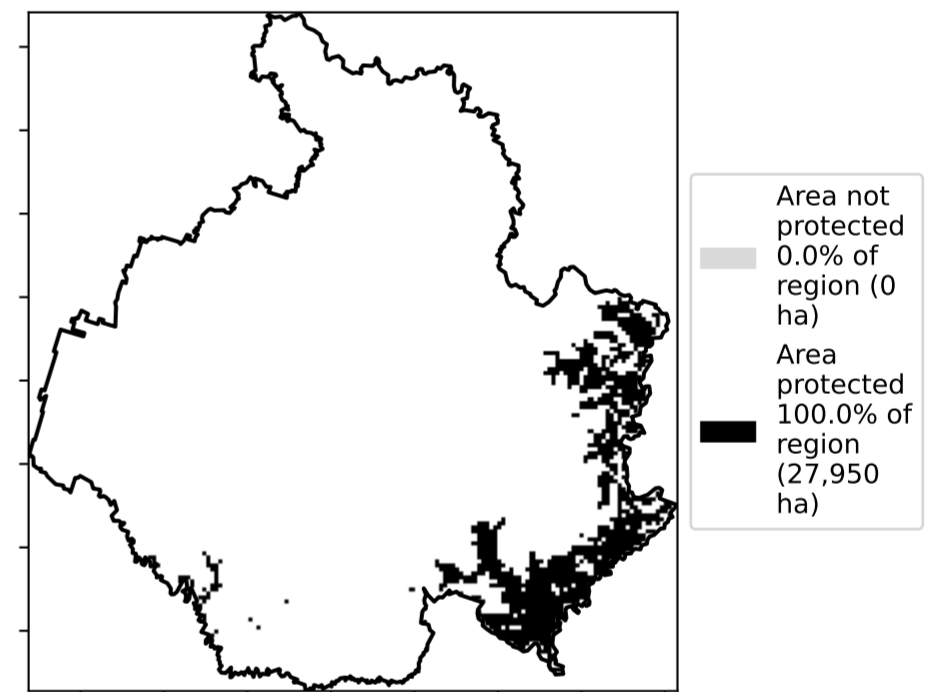 Area not
protected
0.0% of
region (0
ha)
Area
protected
100.0% of
region
(27,950
ha)